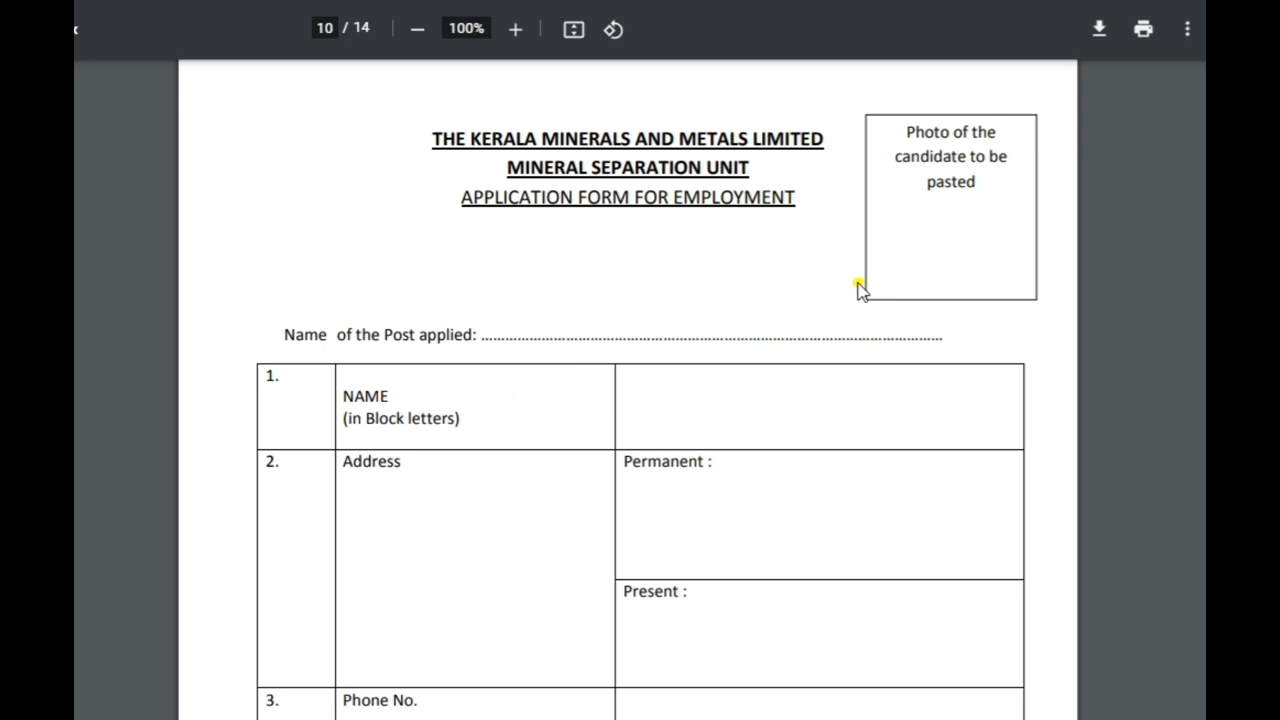 10 / 14
100%
THE KERALA MINERALS AND METALS LIMITED
MINERAL SEPARATION UNIT
APPLICATION FORM FOR EMPLOYMENT
Photo of the
candidate to be
pasted
Name of the Post applied: ................................................................................................................
1.
NAME
(in Block letters)
2.
Address
Permanent :
Present :
3.
Phone No.